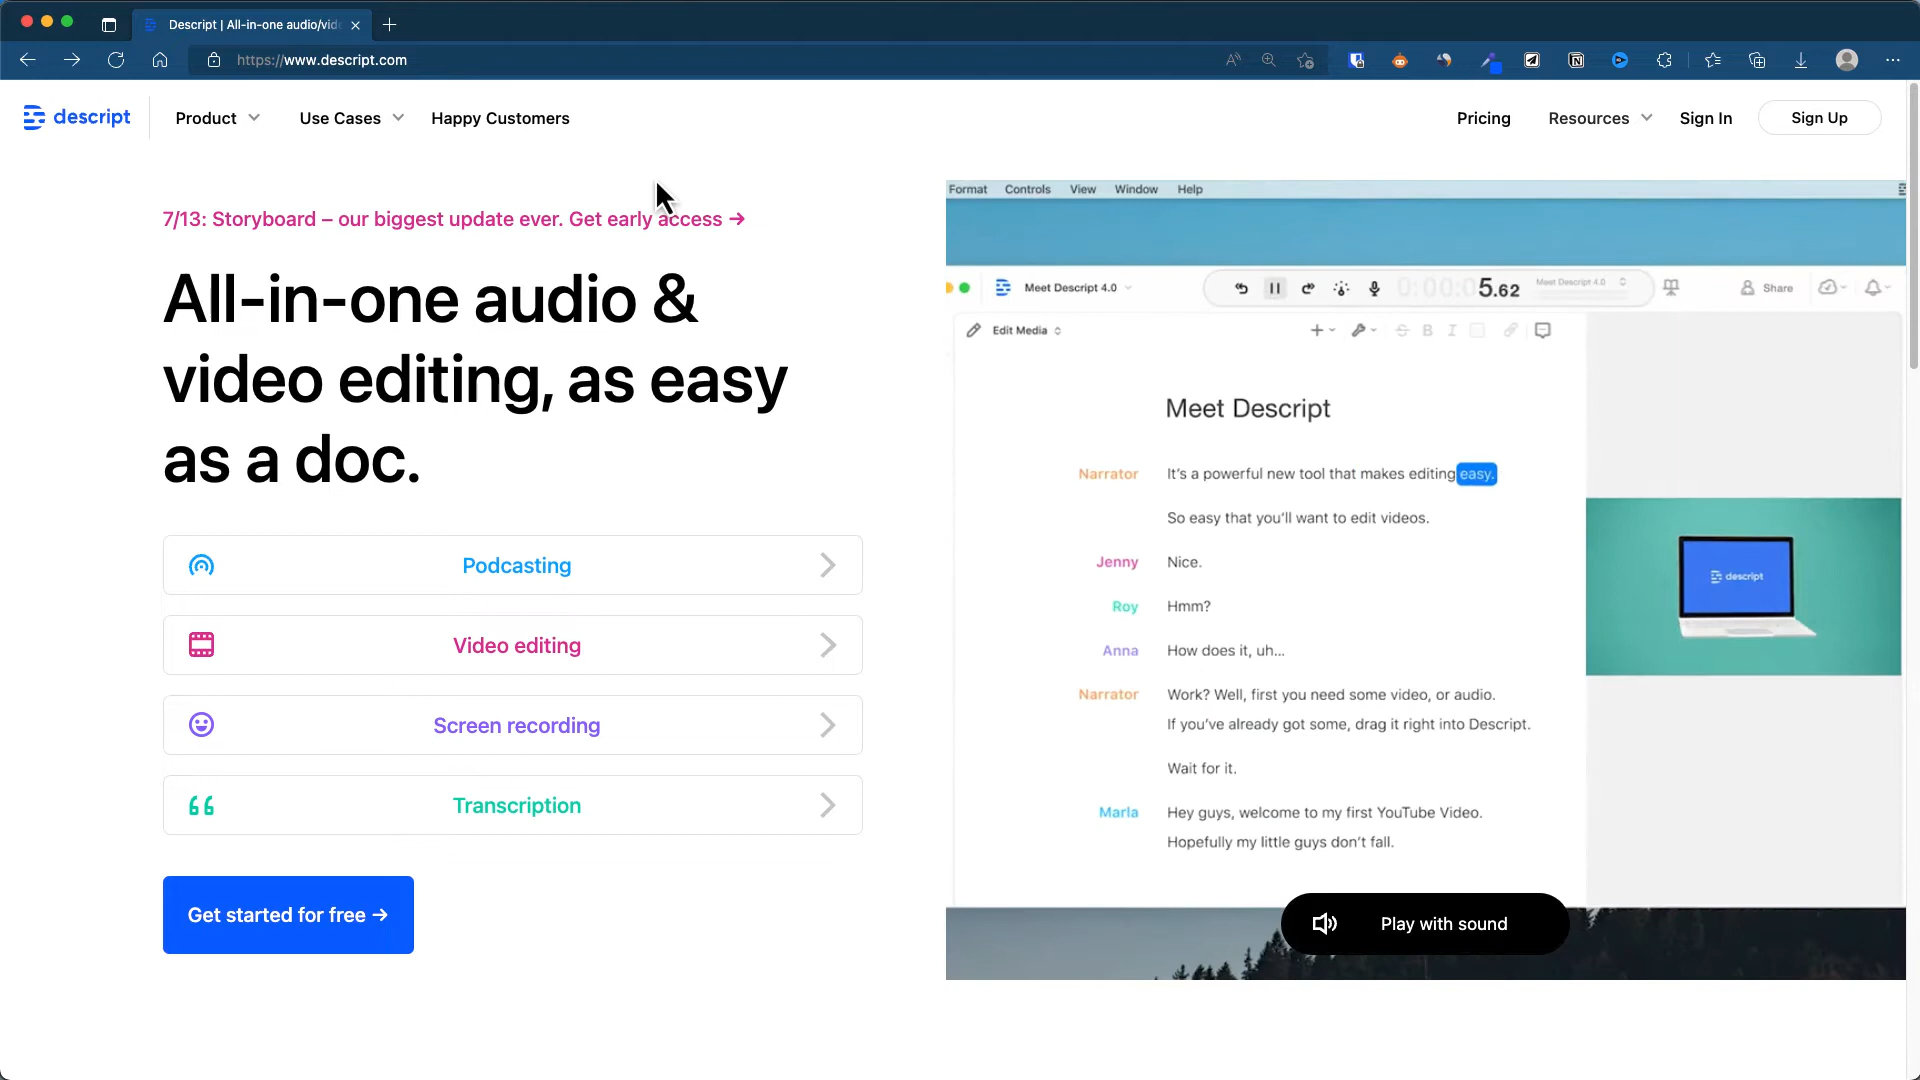 Descript | All-in-one audio/vid
https://www.descript.com
descript
Product
Use Cases
Happy Customers
Pricing
Resources
Sign In
Sign Up
7/13: Storyboard – our biggest update ever. Get early access →
All-in-one audio &
video editing, as easy
as a doc.
Podcasting
Video editing
Screen recording
Transcription
Get started for free →
Format Controls View Window Help
Meet Descript 4.0
0:00:05.62
Meet Descript 4.0
Share
Edit Media
Meet Descript
Narrator It's a powerful new tool that makes editing easy.
So easy that you'll want to edit videos.
Jenny Nice.
Roy Hmm?
Anna How does it, uh...
Narrator Work? Well, first you need some video, or audio.
If you've already got some, drag it right into Descript.
Wait for it.
Marla Hey guys, welcome to my first YouTube Video.
Hopefully my little guys don't fall.
descript
Play with sound